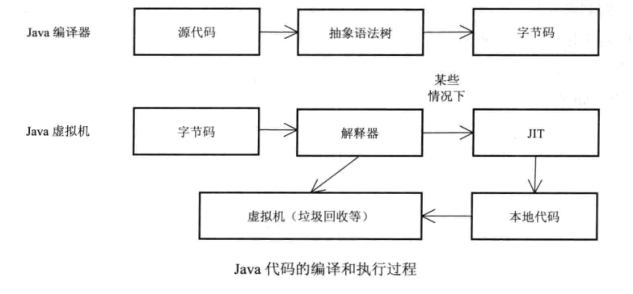 Java 编译器
源代码
抽象语法树
字节码
某些
情况下
Java 虚拟机
字节码
解释器
JIT
虚拟机（垃圾回收等）
本地代码
Java 代码的编译和执行过程